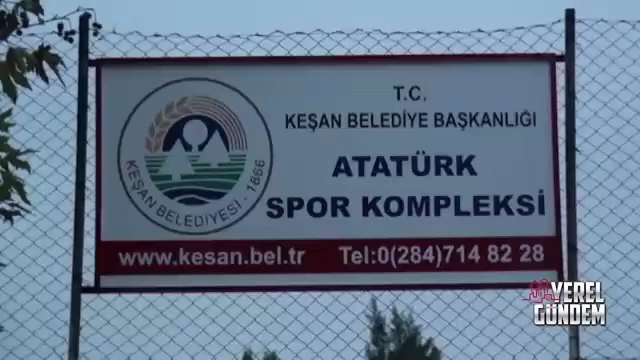 T.C.
KEŞAN BELEDİYE BAŞKANLIĞI
ATATÜRK
SPOR KOMPLEKSİ
KEŞAN BELEDİYESİ - 1866
www.kesan.bel.tr Tel:0(284)714 82 28
YEREL
GÜNDEM